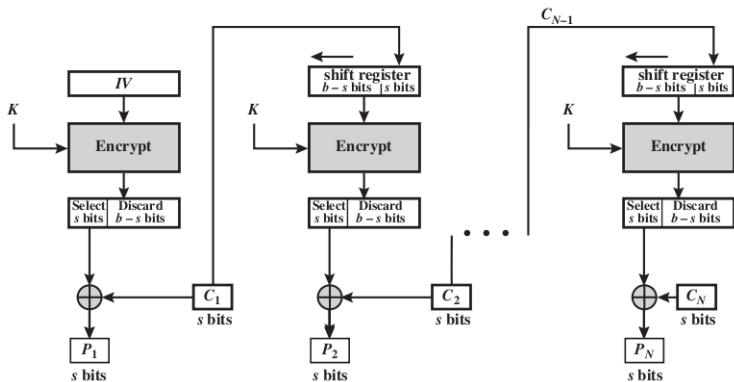 C_{N-1}
shift register
b – s bits | s bits
shift register
b – s bits | s bits
IV
K
K
K
Encrypt
Encrypt
Encrypt
Select
s bits
Discard
b – s bits
Select
s bits
Discard
b – s bits
Select
s bits
Discard
b – s bits
C_1
s bits
C_2
s bits
C_N
s bits
P_1
s bits
P_2
s bits
P_N
s bits